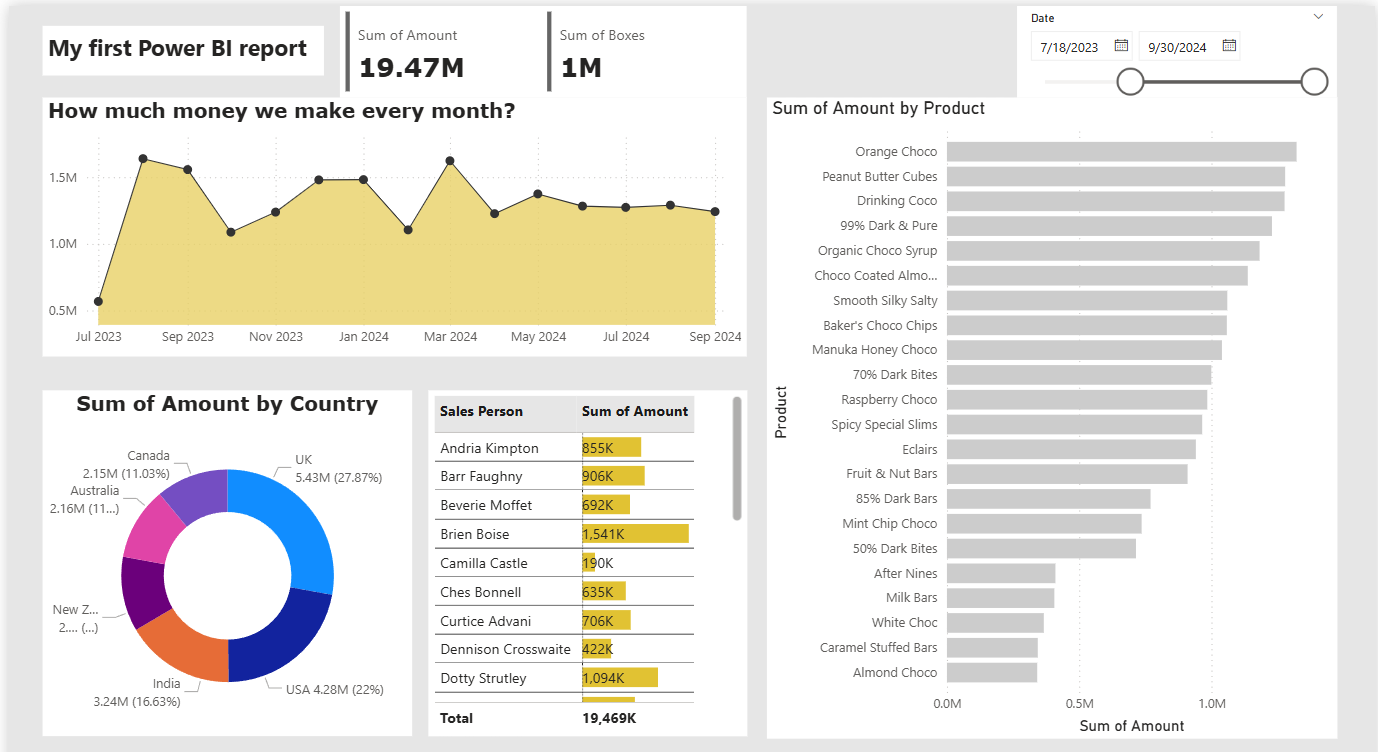 My first Power BI report
Sum of Amount
19.47M
Sum of Boxes
1M
Date
7/18/2023
9/30/2024
How much money we make every month?
1.5M
1.0M
0.5M
Jul 2023 Sep 2023 Nov 2023 Jan 2024 Mar 2024 May 2024 Jul 2024 Sep 2024
Sum of Amount by Country
Canada
2.15M (11.03%)
Australia
2.16M (11...)
New Z...
2.... (...)
India
3.24M (16.63%)
UK
5.43M (27.87%)
USA 4.28M (22%)
Sales Person Sum of Amount
Andria Kimpton 855K
Barr Faughny 906K
Beverie Moffet 692K
Brien Boise 1,541K
Camilla Castle 190K
Ches Bonnell 635K
Curtice Advani 706K
Dennison Crosswaite 422K
Dotty Strutley 1,094K
Total 19,469K
Sum of Amount by Product
Product
Orange Choco
Peanut Butter Cubes
Drinking Coco
99% Dark & Pure
Organic Choco Syrup
Choco Coated Almo...
Smooth Silky Salty
Baker's Choco Chips
Manuka Honey Choco
70% Dark Bites
Raspberry Choco
Spicy Special Slims
Eclairs
Fruit & Nut Bars
85% Dark Bars
Mint Chip Choco
50% Dark Bites
After Nines
Milk Bars
White Choc
Caramel Stuffed Bars
Almond Choco
0.0M 0.5M 1.0M
Sum of Amount